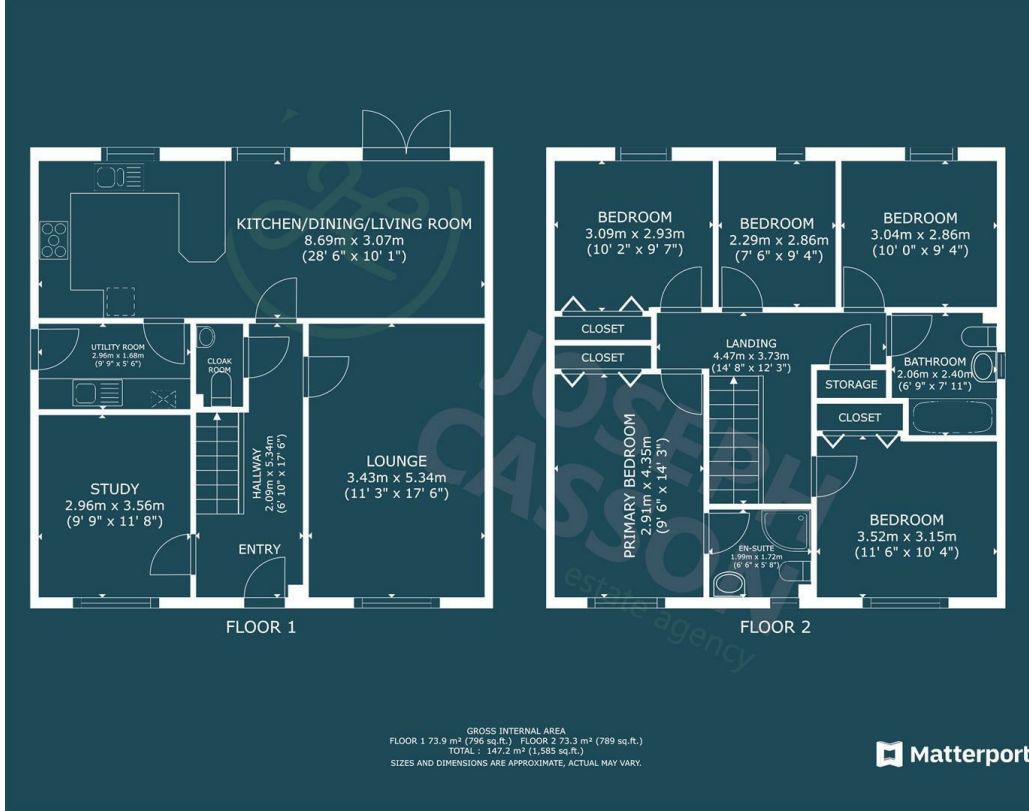 KITCHEN/DINING/LIVING ROOM
8.69m x 3.07m
(28' 6" x 10' 1")
UTILITY ROOM
2.96m x 1.68m
(9' 9" x 5' 6")
CLOAK
ROOM
HALLWAY
2.09m x 5.34m
(6' 10" x 17' 6")
LOUNGE
3.43m x 5.34m
(11' 3" x 17' 6")
STUDY
2.96m x 3.56m
(9' 9" x 11' 8")
ENTRY
FLOOR 1
BEDROOM
3.09m x 2.93m
(10' 2" x 9' 7")
BEDROOM
2.29m x 2.86m
(7' 6" x 9' 4")
BEDROOM
3.04m x 2.86m
(10' 0" x 9' 4")
CLOSET
CLOSET
LANDING
4.47m x 3.73m
(14' 8" x 12' 3")
STORAGE
BATHROOM
2.06m x 2.40m
(6' 9" x 7' 11")
CLOSET
PRIMARY BEDROOM
2.91m x 4.35m
(9' 6" x 14' 3")
BEDROOM
3.52m x 3.15m
(11' 6" x 10' 4")
EN-SUITE
1.99m x 1.72m
(6' 6" x 5' 8")
FLOOR 2
JOSEPH
CASSON
estate agency
GROSS INTERNAL AREA
FLOOR 1 73.9 m² (796 sq.ft.) FLOOR 2 73.3 m² (789 sq.ft.)
TOTAL : 147.2 m² (1,585 sq.ft.)
SIZES AND DIMENSIONS ARE APPROXIMATE, ACTUAL MAY VARY.
Matterport